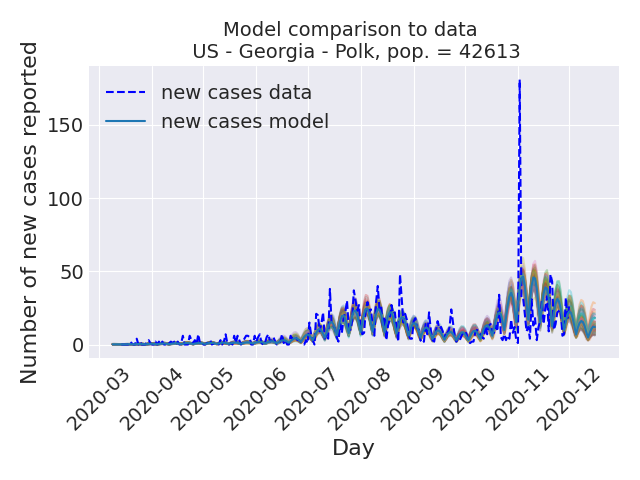 Model comparison to data
US - Georgia - Polk, pop. = 42613
new cases data
new cases model
Number of new cases reported
150
100
50
0
2020-03
2020-04
2020-05
2020-06
2020-07
2020-08
2020-09
2020-10
2020-11
2020-12
Day